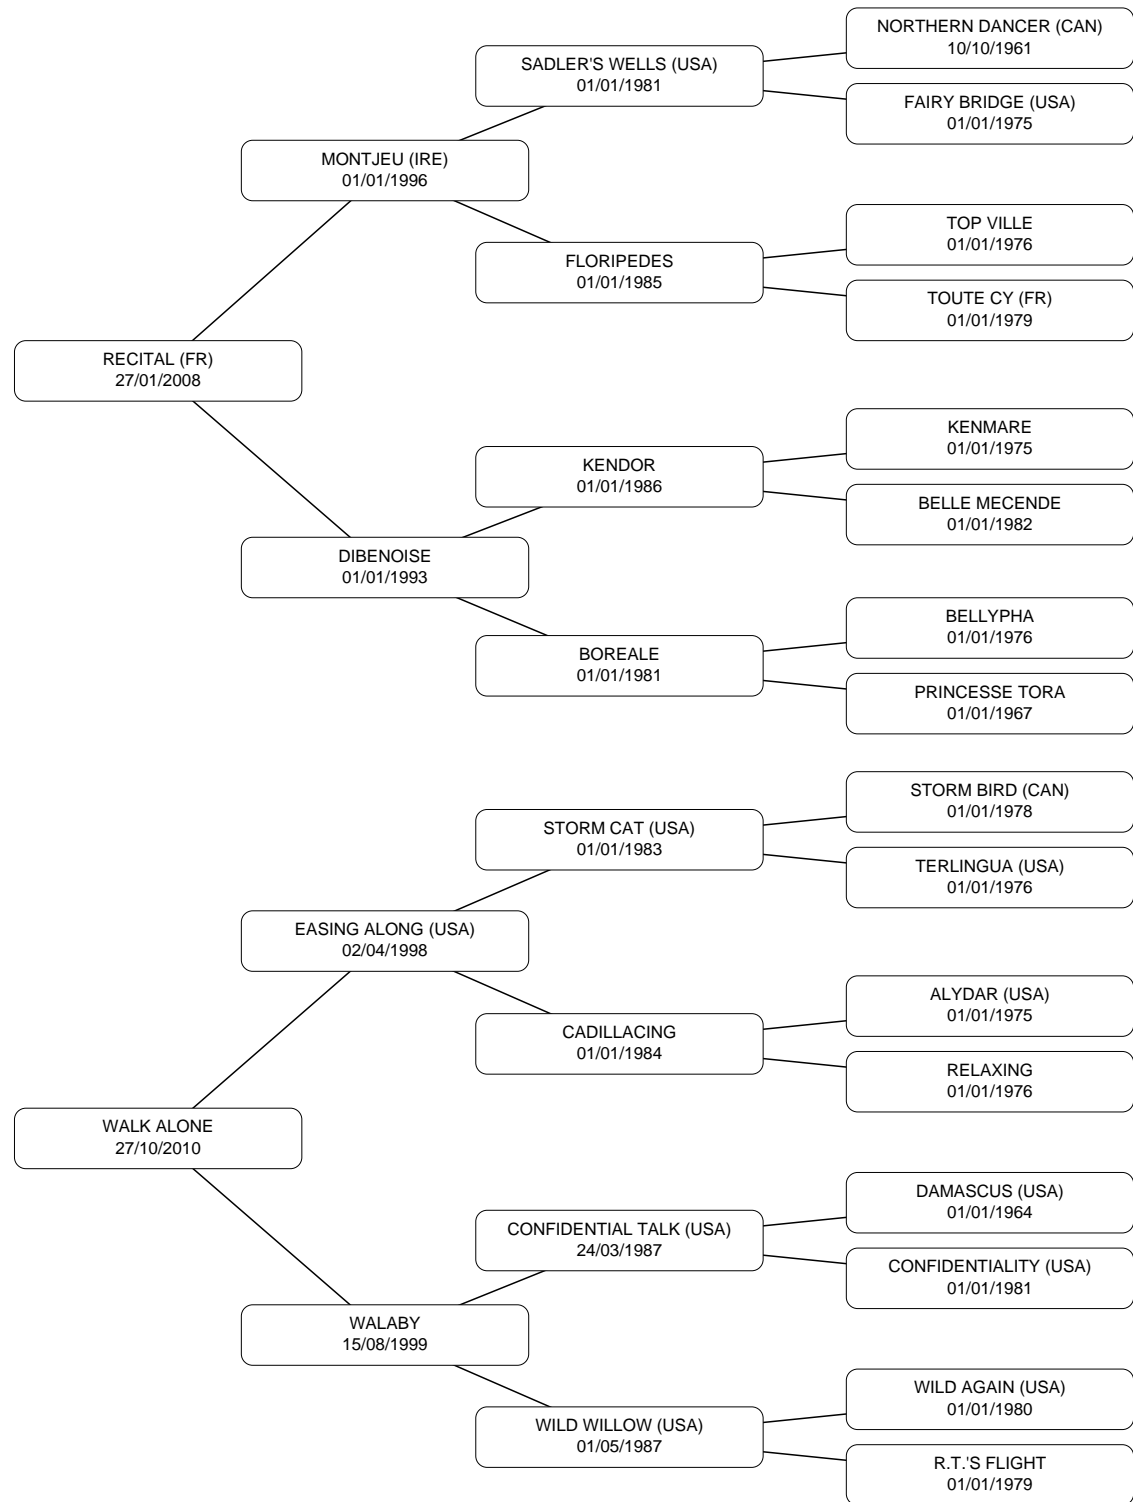 NORTHERN DANCER (CAN)
10/10/1961
SADLER'S WELLS (USA)
01/01/1981
FAIRY BRIDGE (USA)
01/01/1975
MONTJEU (IRE)
01/01/1996
TOP VILLE
01/01/1976
FLORIPEDES
01/01/1985
TOUTE CY (FR)
01/01/1979
RECITAL (FR)
27/01/2008
KENMARE
01/01/1975
KENDOR
01/01/1986
BELLE MECENDE
01/01/1982
DIBENOISE
01/01/1993
BELLYPHA
01/01/1976
BOREALE
01/01/1981
PRINCESSE TORA
01/01/1967
STORM BIRD (CAN)
01/01/1978
STORM CAT (USA)
01/01/1983
TERLINGUA (USA)
01/01/1976
EASING ALONG (USA)
02/04/1998
ALYDAR (USA)
01/01/1975
CADILLACING
01/01/1984
RELAXING
01/01/1976
WALK ALONE
27/10/2010
DAMASCUS (USA)
01/01/1964
CONFIDENTIAL TALK (USA)
24/03/1987
CONFIDENTIALITY (USA)
01/01/1981
WALABY
15/08/1999
WILD AGAIN (USA)
01/01/1980
WILD WILLOW (USA)
01/05/1987
R.T.'S FLIGHT
01/01/1979